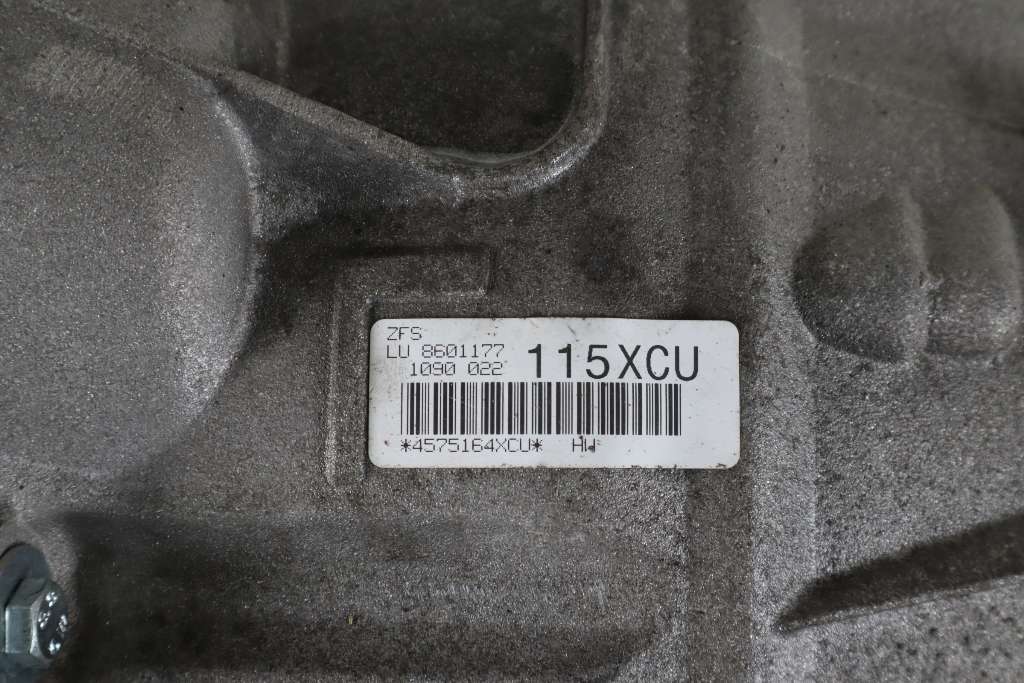 ZFS
LU 8601177
1090 022
115XCU
*4575164XCU* HW